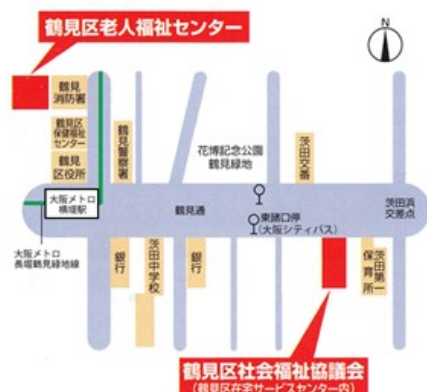 鶴見区老人福祉センター
鶴見
消防署
鶴見区
保健福祉
センター
鶴見
区役所
鶴見警察署
花博記念公園
鶴見緑地
茨田交番
大阪メトロ
横堤駅
鶴見通
東諸口停
(大阪シティバス)
茨田浜
交差点
大阪メトロ
長堀鶴見緑地線
銀行
茨田中学校
銀行
茨田第一
保育所
鶴見区社会福祉協議会
(鶴見区在宅サービスセンター内)
N